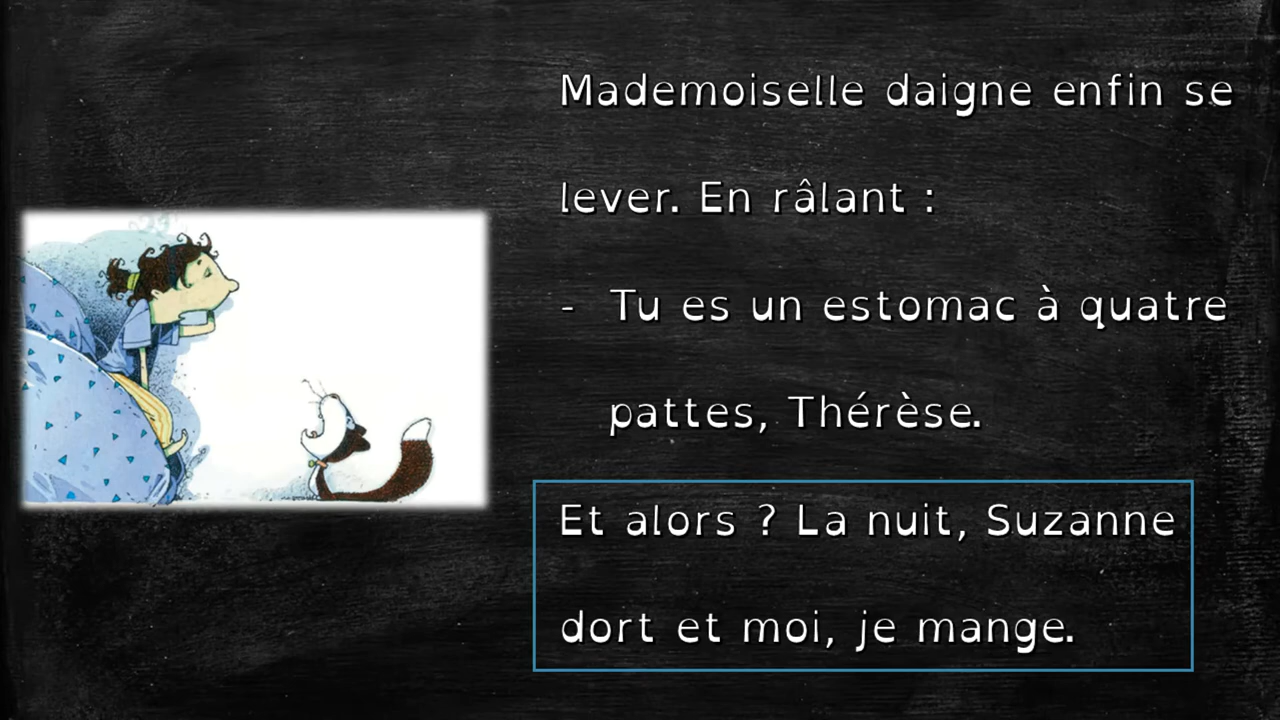 Mademoiselle daigne enfin se
lever. En râlant :
- Tu es un estomac à quatre
pattes, Thérèse.
Et alors ? La nuit, Suzanne
dort et moi, je mange.